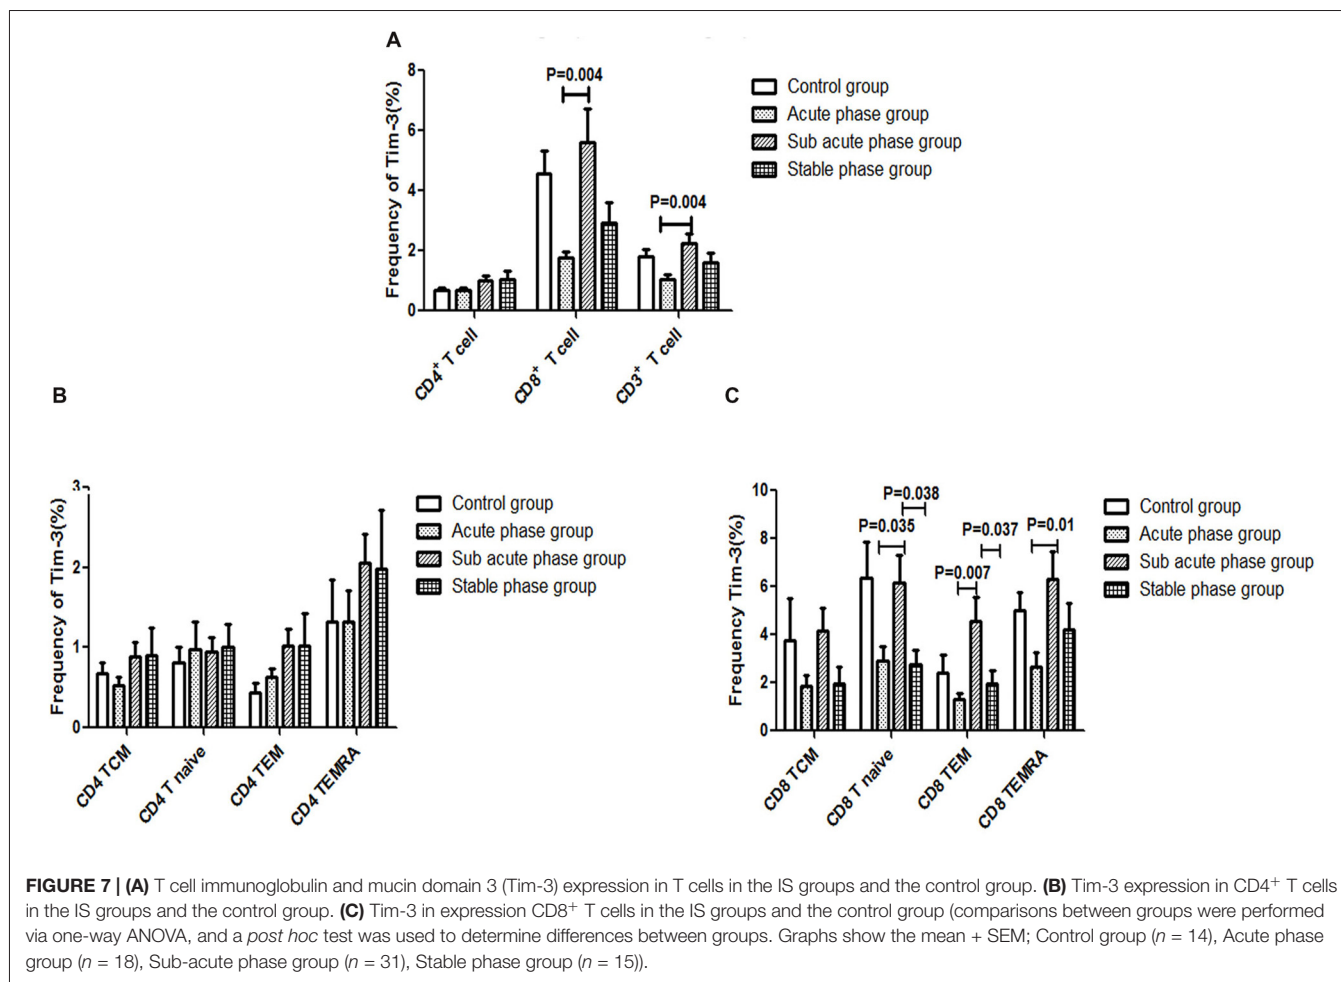 A
8
6
4
2
0
Frequency of Tim-3(%)
P=0.004
P=0.004
CD4+ T cell
CD8+ T cell
CD3+ T cell
Control group
Acute phase group
Sub acute phase group
Stable phase group
B
3
2
1
0
Frequency of Tim-3(%)
CD4 TCM
CD4 T naive
CD4 TEM
CD4 TEMRA
Control group
Acute phase group
Sub acute phase group
Stable phase group
C
10
8
6
4
2
0
Frequency Tim-3(%)
P=0.038
P=0.035
P=0.037
P=0.01
P=0.007
CD8 TCM
CD8 T naive
CD8 TEM
CD8 TEMRA
Control group
Acute phase group
Sub acute phase group
Stable phase group
FIGURE 7 | (A) T cell immunoglobulin and mucin domain 3 (Tim-3) expression in T cells in the IS groups and the control group. (B) Tim-3 expression in CD4+ T cells
in the IS groups and the control group. (C) Tim-3 in expression CD8+ T cells in the IS groups and the control group (comparisons between groups were performed
via one-way ANOVA, and a post hoc test was used to determine differences between groups. Graphs show the mean + SEM; Control group (n = 14), Acute phase
group (n = 18), Sub-acute phase group (n = 31), Stable phase group (n = 15)).